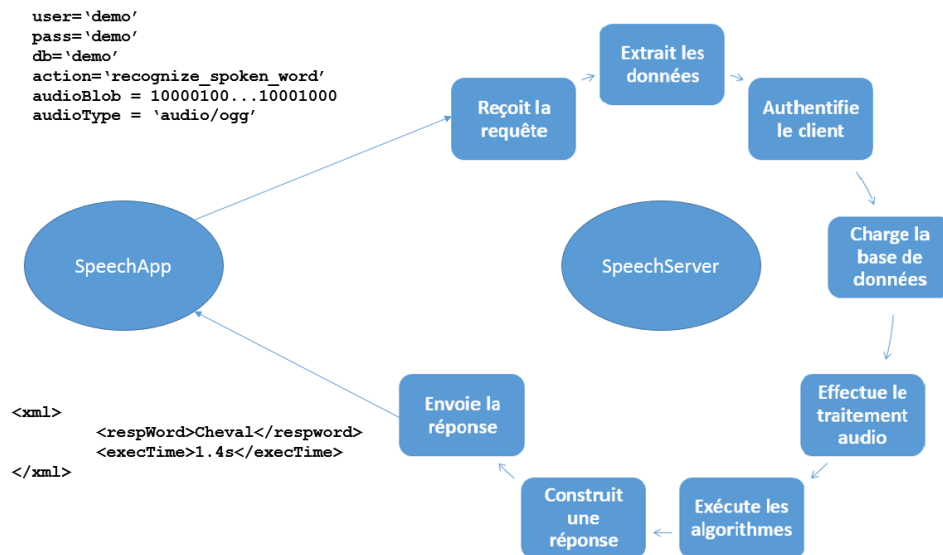 user=‘demo’
pass=‘demo’
db=‘demo’
action=‘recognize_spoken_word’
audioBlob = 10000100...10001000
audioType = ‘audio/ogg’
Reçoit la
requête
Extrait les
données
Authentifie
le client
Charge la
base de
données
Effectue le
traitement
audio
Exécute les
algorithmes
Construit
une
réponse
Envoie la
réponse
SpeechApp
SpeechServer
<xml>
<respWord>Cheval</respword>
<execTime>1.4s</execTime>
</xml>